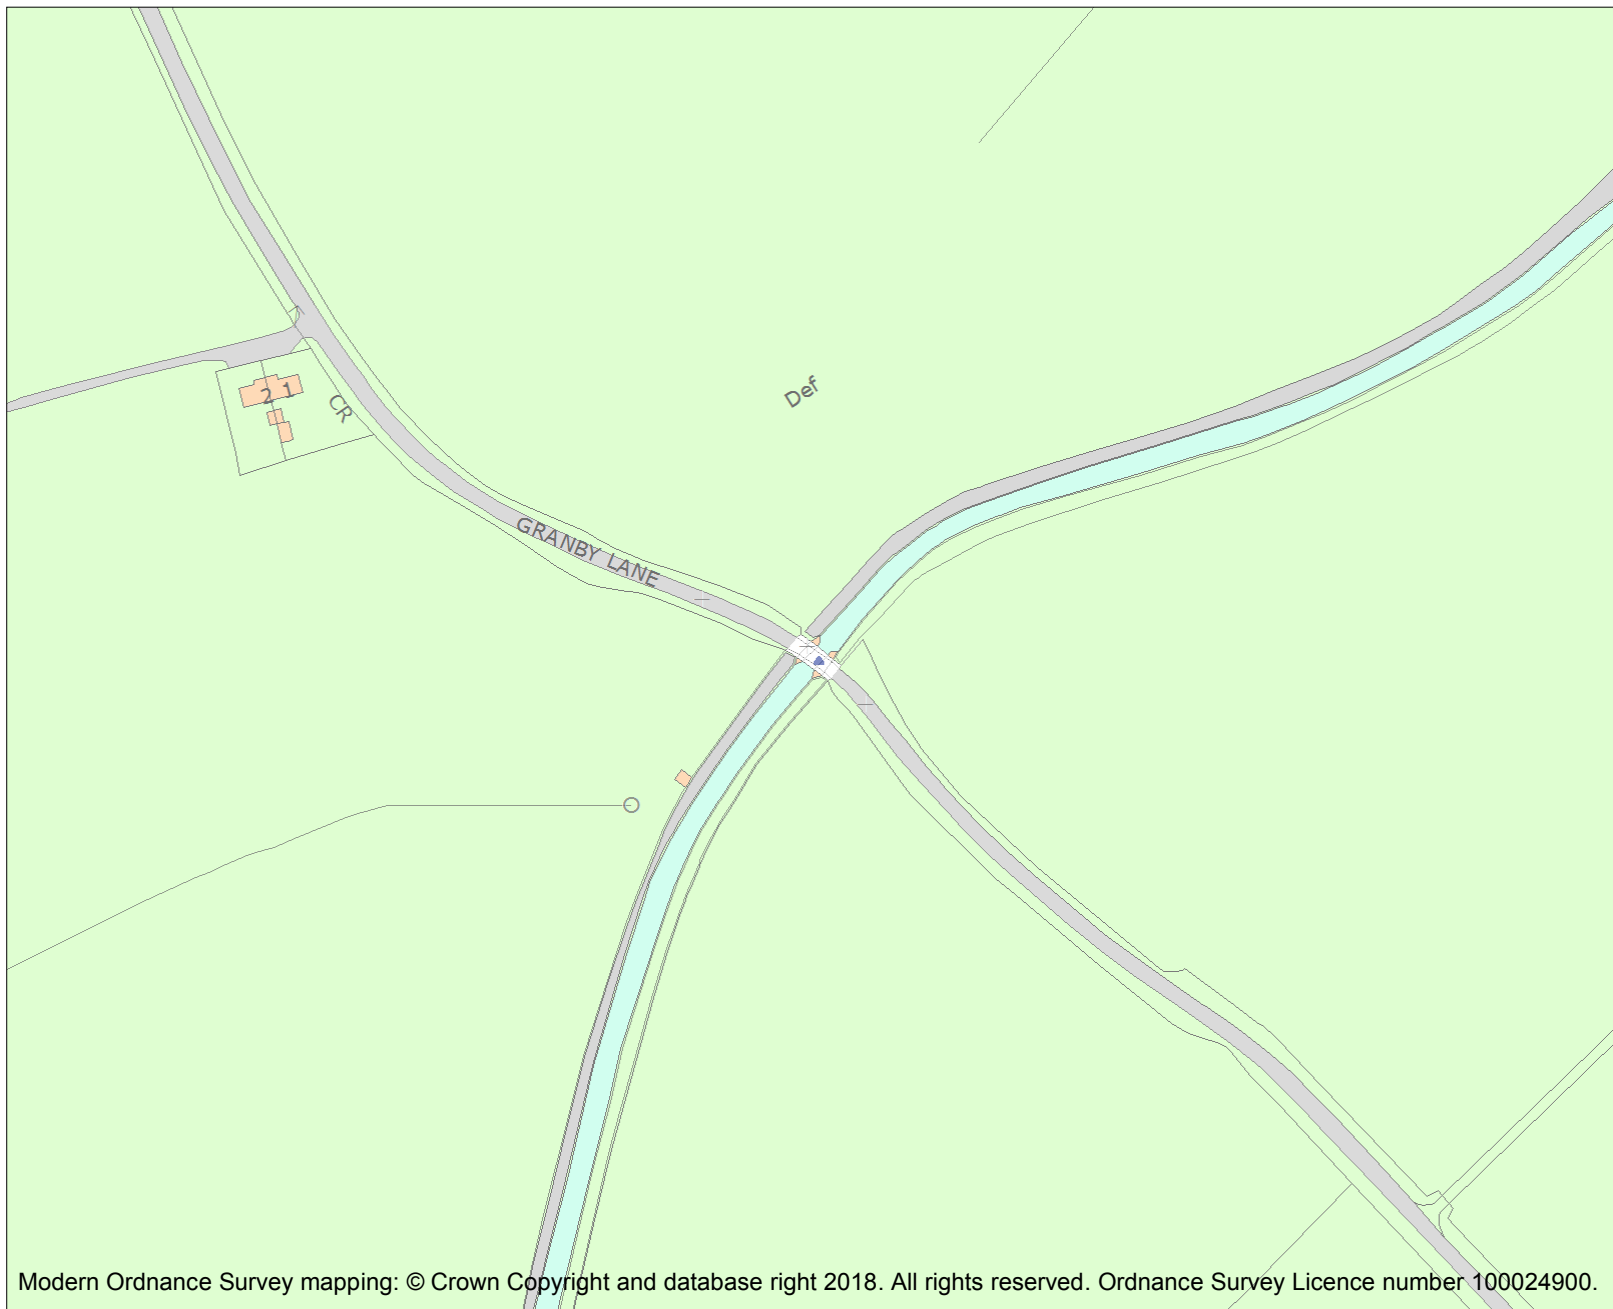 Def
2 1
CR
GRANBY LANE
Modern Ordnance Survey mapping: © Crown Copyright and database right 2018. All rights reserved. Ordnance Survey Licence number 100024900.